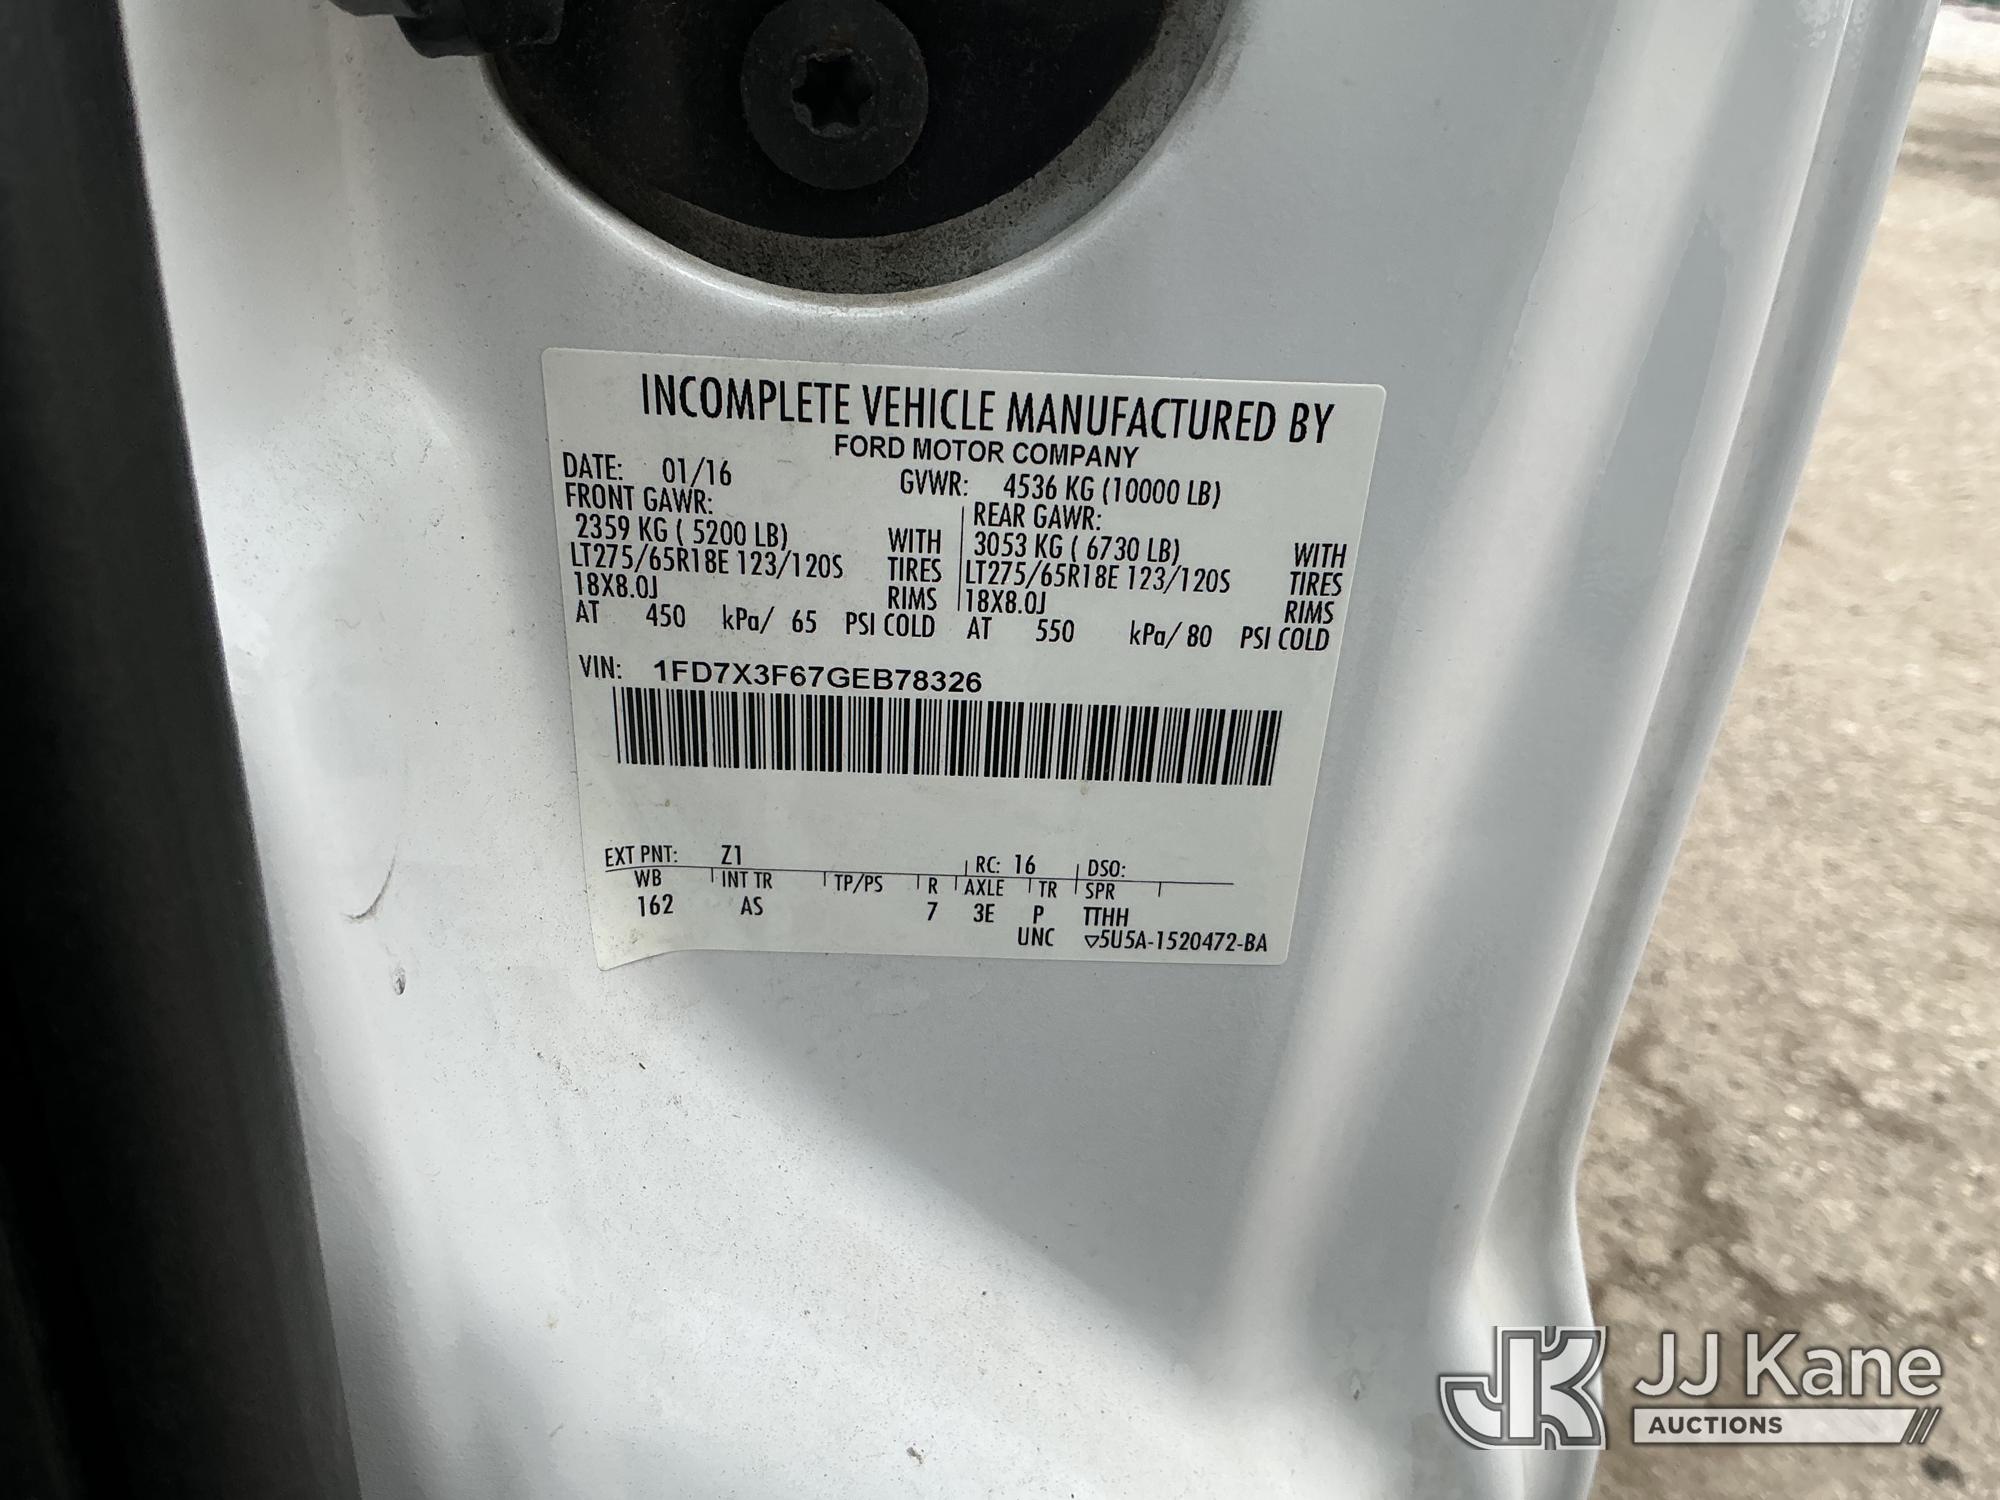 INCOMPLETE VEHICLE MANUFACTURED BY
FORD MOTOR COMPANY
DATE: 01/16 GVWR: 4536 KG (10000 LB)
FRONT GAWR: REAR GAWR:
2359 KG ( 5200 LB) WITH 3053 KG ( 6730 LB) WITH
LT275/65R18E 123/120S TIRES LT275/65R18E 123/120S TIRES
18X8.0J RIMS 18X8.0J RIMS
AT 450 kPa/ 65 PSI COLD AT 550 kPa/ 80 PSI COLD
VIN: 1FD7X3F67GEB78326
EXT PNT: Z1 RC: 16 DSO:
WB INT TR TP/PS R AXLE TR SPR
162 AS 7 3E P TTHH
UNC ▽5U5A-1520472-BA
JK JJ Kane
AUCTIONS